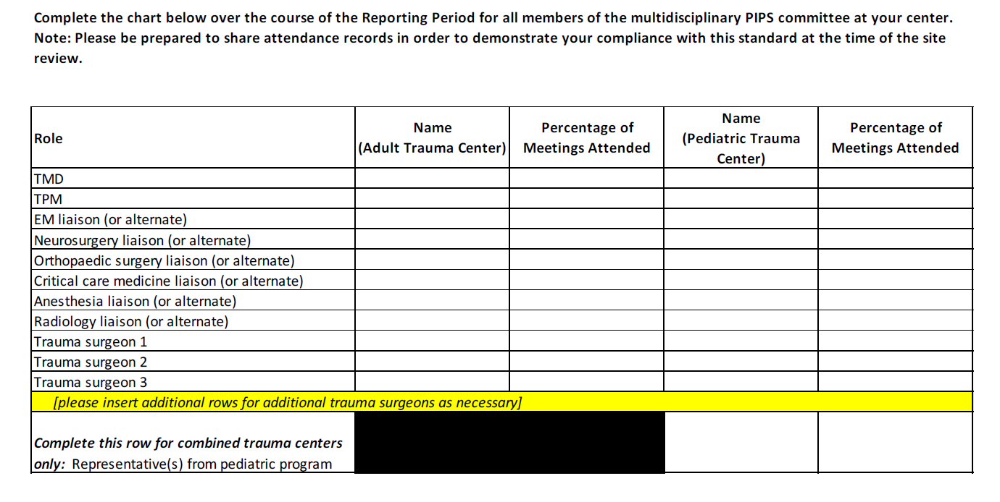 Complete the chart below over the course of the Reporting Period for all members of the multidisciplinary PIPS committee at your center.
Note: Please be prepared to share attendance records in order to demonstrate your compliance with this standard at the time of the site
review.
Role
Name
(Adult Trauma Center)
Percentage of
Meetings Attended
Name
(Pediatric Trauma
Center)
Percentage of
Meetings Attended
TMD
TPM
EM liaison (or alternate)
Neurosurgery liaison (or alternate)
Orthopaedic surgery liaison (or alternate)
Critical care medicine liaison (or alternate)
Anesthesia liaison (or alternate)
Radiology liaison (or alternate)
Trauma surgeon 1
Trauma surgeon 2
Trauma surgeon 3
[please insert additional rows for additional trauma surgeons as necessary]
Complete this row for combined trauma centers
only: Representative(s) from pediatric program